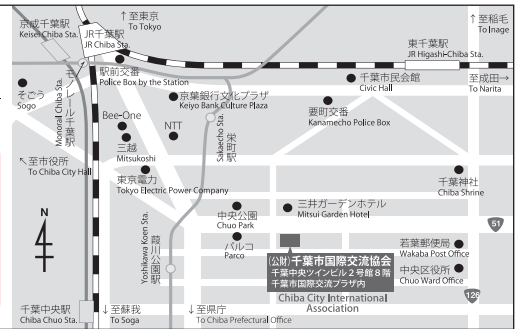 京成千葉駅
Keisei Chiba Sta.
JR千葉駅
JR Chiba Sta.
↑至東京
To Tokyo
↑至稲毛
To Inage
東千葉駅
JR Higashi-Chiba Sta.
駅前交番
Police Box by the Station
千葉市民会館
Civic Hall
至成田→
To Narita
そごう
Sogo
モノレール千葉駅
Monorail Chiba Sta.
京葉銀行文化プラザ
Keiyo Bank Culture Plaza
要町交番
Kanamecho Police Box
Bee-One
NTT
栄町駅
Sakaecho Sta.
三越
Mitsukoshi
↖至市役所
To Chiba City Hall
東京電力
Tokyo Electric Power Company
千葉神社
Chiba Shrine
N
中央公園
Chuo Park
三井ガーデンホテル
Mitsui Garden Hotel
51
葭川公園駅
Yoshikawa Koen Sta.
パルコ
Parco
(公財)千葉市国際交流協会
千葉中央ツインビル2号館8階
千葉市国際交流プラザ内
Chiba City International
Association
若葉郵便局
Wakaba Post Office
中央区役所
Chuo Ward Office
126
千葉中央駅
Chiba Chuo Sta.
↓至蘇我
To Soga
↓至県庁
To Chiba Prefectural Office